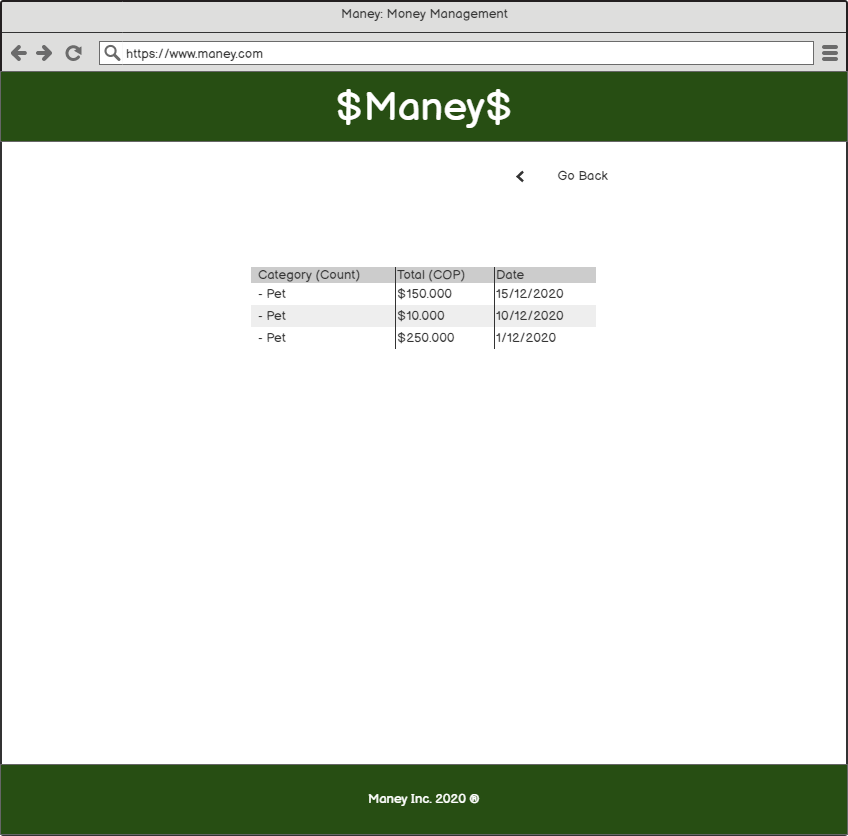 Maney: Money Management
https://www.maney.com
$Maney$
Go Back
Category (Count) Total (COP) Date
- Pet $150.000 15/12/2020
- Pet $10.000 10/12/2020
- Pet $250.000 1/12/2020
Maney Inc. 2020 ®